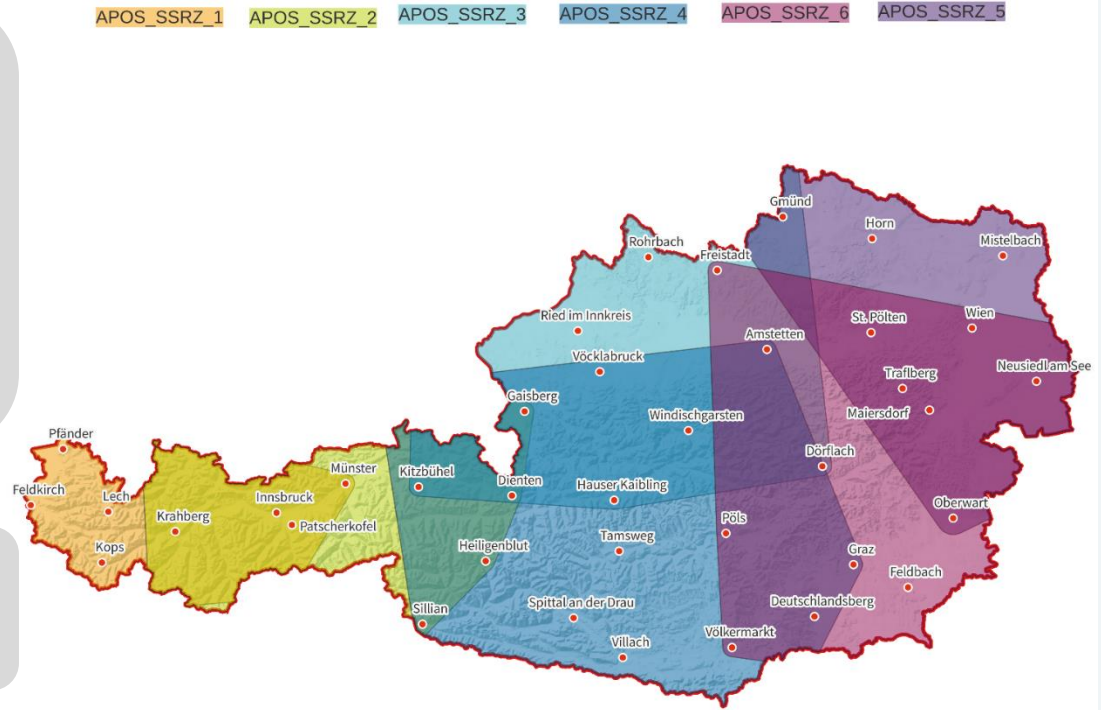 APOS_SSRZ_1 APOS_SSRZ_2 APOS_SSRZ_3 APOS_SSRZ_4 APOS_SSRZ_6 APOS_SSRZ_5
Gmünd
Horn
Rohrbach
Mistelbach
Freistadt
Ried im Innkreis
St. Pölten
Wien
Amstetten
Vöcklabruck
Neusiedl am See
Traflberg
Gaisberg
Windischgarsten
Maiersdorf
Pfänder
Dörflach
Münster
Kitzbühel
Dienten
Hauser Kaibling
Feldkirch
Lech
Innsbruck
Oberwart
Krahberg
Patscherkofel
Pöls
Tamsweg
Kops
Heiligenblut
Graz
Feldbach
Sillian
Spittal an der Drau
Deutschlandsberg
Völkermarkt
Villach